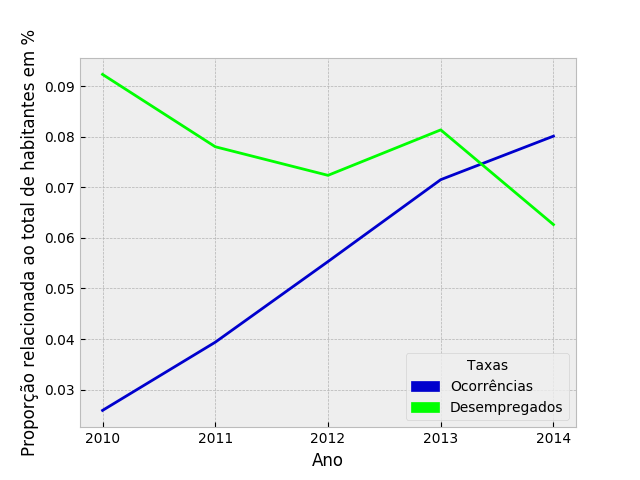 Proporção relacionada ao total de habitantes em %
0.09
0.08
0.07
0.06
0.05
0.04
0.03
Taxas
Ocorrências
Desempregados
2010 2011 2012 2013 2014
Ano